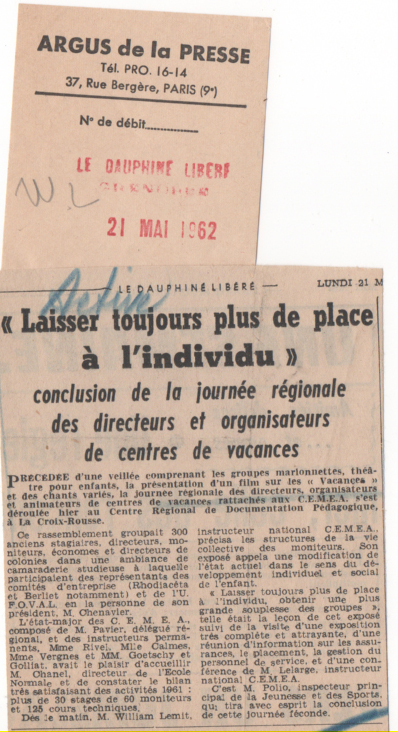 ARGUS de la PRESSE
Tél. PRO. 16-14
37, Rue Bergère, PARIS (9e)
N° de débit
LE DAUPHINE LIBÉRÉ
GRENOBLE
21 MAI 1962
W. L
Active
LE DAUPHINÉ LIBÉRÉ —
LUNDI 21 M
« Laisser toujours plus de place
à l'individu »
conclusion de la journée régionale
des directeurs et organisateurs
de centres de vacances
PRECEDEE d'une veillée comprenant les groupes marionnettes, théâ-
tre pour enfants, la présentation d'un film sur les « Vacances »
et des chants variés, la journée régionale des directeurs, organisateurs
et animateurs de centres de vacances rattachés aux C.E.M.E.A. s'est
déroulée hier au Centre Régional de Documentation Pédagogique,
à La Croix-Rousse.
Ce rassemblement groupait 300
anciens stagiaires, directeurs, mo-
niteurs, économes et directeurs de
colonies dans une ambiance de
camaraderie studieuse à laquelle
participaient des représentants des
comités d'entreprise (Rhodiacéta
et Berliet notamment) et de l'U.
F.O.V.A.L. en la personne de son
président, M. Chenavier.
L'état-major des C. E. M. E. A.,
composé de M. Pavier, délégué ré-
gional, et des instructeurs perma-
nents, Mme Rivel, Mlle Calmes,
Mme Vergnes et MM. Goetschy et
Golliat, avait le plaisir d'accueillir
M. Chanel, directeur de l'Ecole
Normale et de constater le bilan
très satisfaisant des activités 1961 :
plus de 30 stages de 60 moniteurs
et 125 cours techniques.
Dès le matin, M. William Lemit,
instructeur national C.E.M.E.A.,
précisa les structures de la vie
collective des moniteurs. Son
exposé appela une modification de
l'état actuel dans le sens du dé-
veloppement individuel et social
de l'enfant.
« Laisser toujours plus de place
à l'individu, obtenir une plus
grande souplesse des groupes »,
telle était la leçon de cet exposé
suivi de la visite d'une exposition
très complète et attrayante, d'une
réunion d'information sur les assu-
rances, le placement, la gestion du
personnel de service, et d'une con-
férence de M. Lelarge, instructeur
national C.E.M.E.A.
C'est M. Polio, inspecteur prin-
cipal de la Jeunesse et des Sports,
qui tira avec esprit la conclusion
de cette journée féconde.